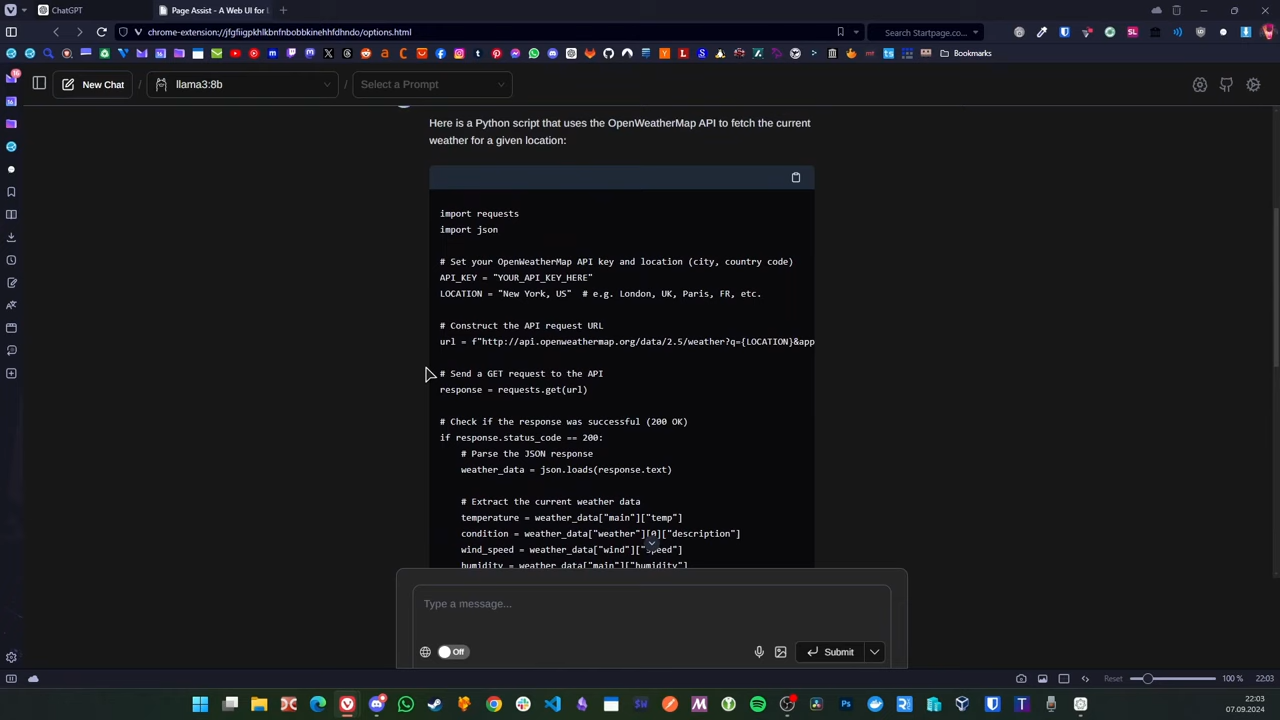 ChatGPT
Page Assist - A Web UI for L
chrome-extension://jfgfiigpkhlkbnfnbobbkinehhfdhndo/options.html
Startpage.co...
Bookmarks
New Chat / llama3:8b / Select a Prompt
Here is a Python script that uses the OpenWeatherMap API to fetch the current
weather for a given location:
import requests
import json
# Set your OpenWeatherMap API key and location (city, country code)
API_KEY = "YOUR_API_KEY_HERE"
LOCATION = "New York, US"  # e.g. London, UK, Paris, FR, etc.
# Construct the API request URL
url = f"http://api.openweathermap.org/data/2.5/weather?q={LOCATION}&app
# Send a GET request to the API
response = requests.get(url)
# Check if the response was successful (200 OK)
if response.status_code == 200:
# Parse the JSON response
weather_data = json.loads(response.text)
# Extract the current weather data
temperature = weather_data["main"]["temp"]
condition = weather_data["weather"][0]["description"]
wind_speed = weather_data["wind"]["speed"]
humidity = weather_data["main"]["humidity"]
Type a message...
Off
Submit
Reset
100 %
22:03
22:03
07.09.2024